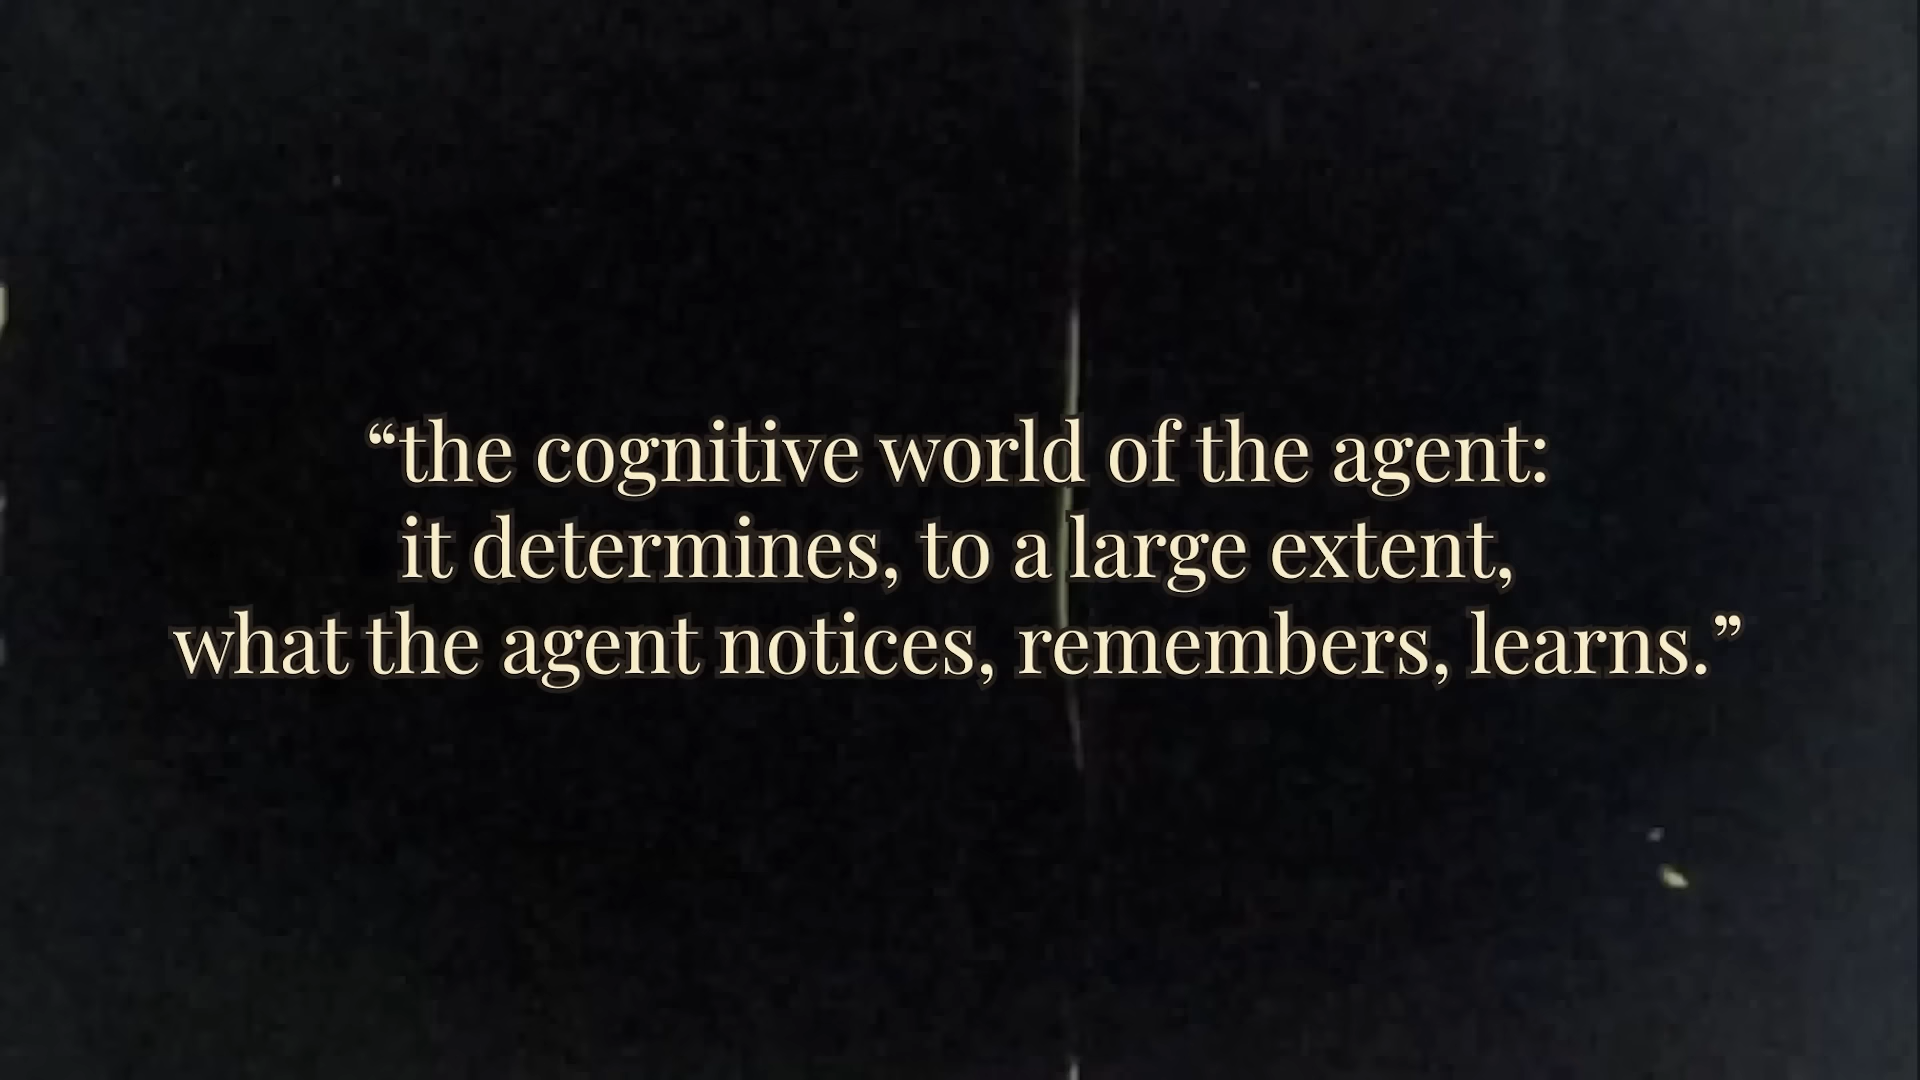 “the cognitive world of the agent:
it determines, to a large extent,
what the agent notices, remembers, learns.”